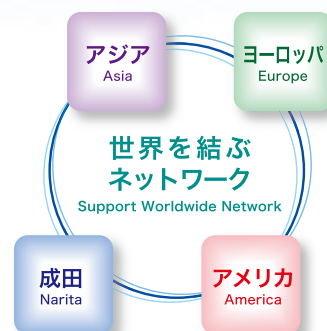 アジア
Asia
ヨーロッパ
Europe
世界を結ぶ
ネットワーク
Support Worldwide Network
成田
Narita
アメリカ
America